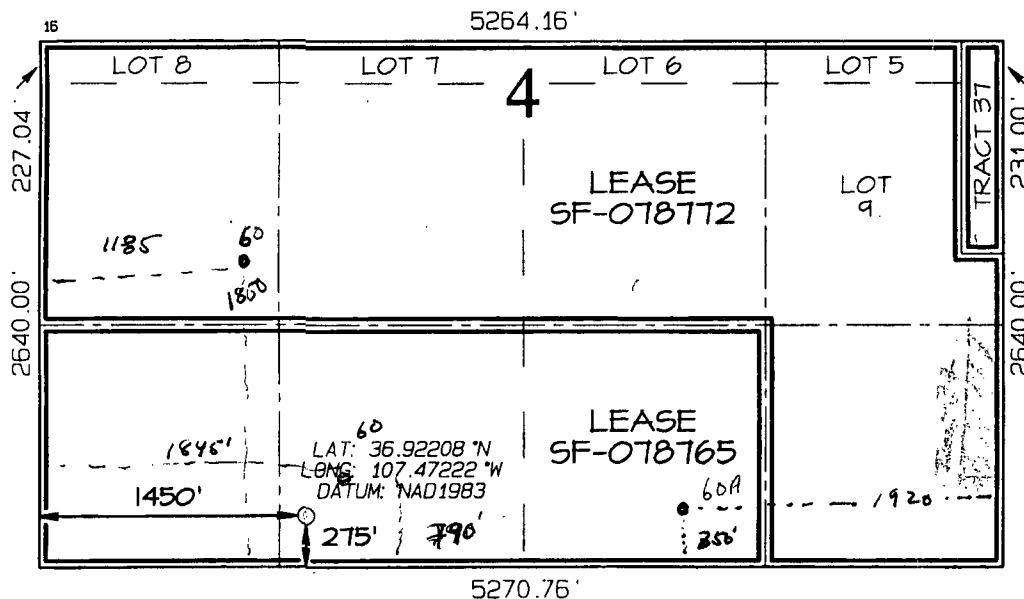 16
5264.16'
LOT 8
LOT 7
LOT 6
LOT 5
4
TRACT 37
227.04'
231.00'
LEASE
SF-078772
LOT
9
1185
60
1800
2640.00'
2640.00'
LEASE
SF-078765
60
LAT: 36.92208 °N
LONG: 107.47222 °W
DATUM: NAD1983
1845'
1450'
275'
790'
60A
1920
350'
5270.76'